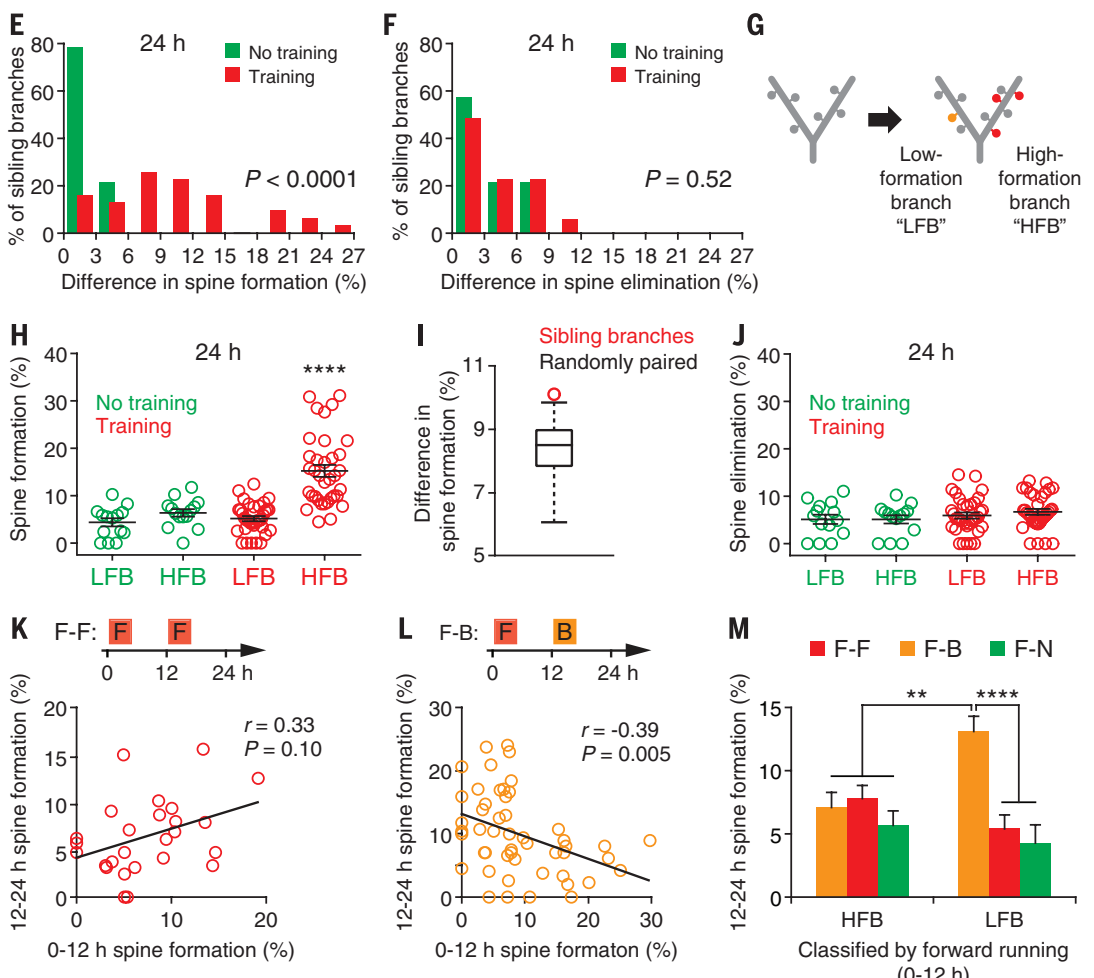 E
24 h
No training
Training
% of sibling branches
80
60
40
20
0
P < 0.0001
0 3 6 9 12 15 18 21 24 27
Difference in spine formation (%)
F
24 h
No training
Training
% of sibling branches
80
60
40
20
0
P = 0.52
0 3 6 9 12 15 18 21 24 27
Difference in spine elimination (%)
G
Low-
formation
branch
“LFB”
High-
formation
branch
“HFB”
H
24 h
****
No training
Training
Spine formation (%)
40
30
20
10
0
LFB HFB LFB HFB
I
Sibling branches
Randomly paired
Difference in
spine formation (%)
11
9
7
5
J
24 h
No training
Training
Spine elimination (%)
40
30
20
10
0
LFB HFB LFB HFB
K
F-F: F F
0 12 24 h
r = 0.33
P = 0.10
12-24 h spine formation (%)
20
15
10
5
0
0 10 20
0-12 h spine formation (%)
L
F-B: F B
0 12 24 h
r = -0.39
P = 0.005
12-24 h spine formation (%)
30
20
10
0
0 10 20 30
0-12 h spine formaton (%)
M
F-F F-B F-N
** ****
12-24 h spine formation (%)
15
10
5
0
HFB LFB
Classified by forward running
(0-12 h)